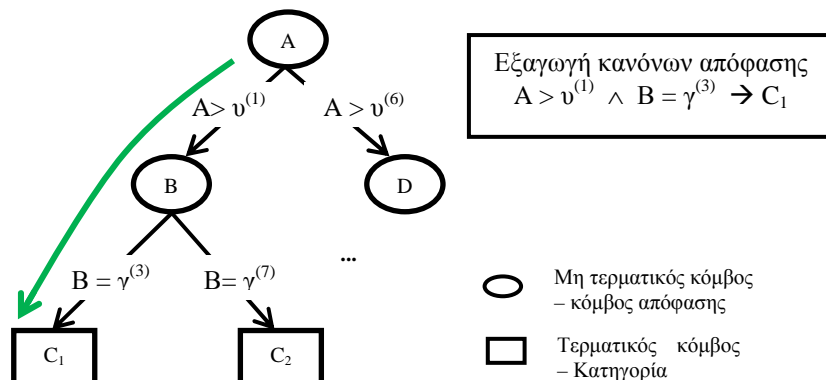 A
Εξαγωγή κανόνων απόφασης
A > υ⁽¹⁾ ∧ B = γ⁽³⁾ → C₁
A> υ⁽¹⁾ A > υ⁽⁶⁾
B D
...
B = γ⁽³⁾ B= γ⁽⁷⁾
C₁ C₂
Μη τερματικός κόμβος
– κόμβος απόφασης
Τερματικός κόμβος
– Κατηγορία